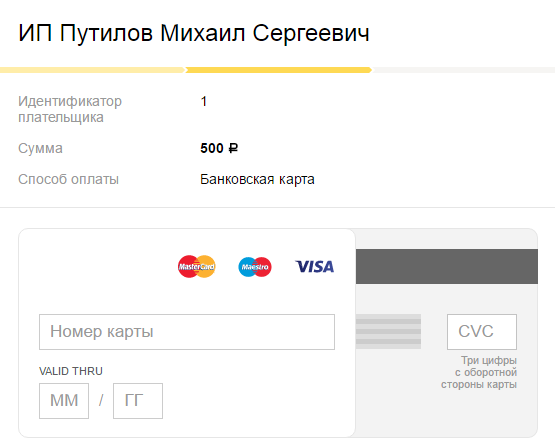 ИП Путилов Михаил Сергеевич
Идентификатор
плательщика
1
Сумма
500 ₽
Способ оплаты
Банковская карта
MasterCard
Maestro
VISA
Номер карты
CVC
VALID THRU
ММ / ГГ
Три цифры
с оборотной
стороны карты